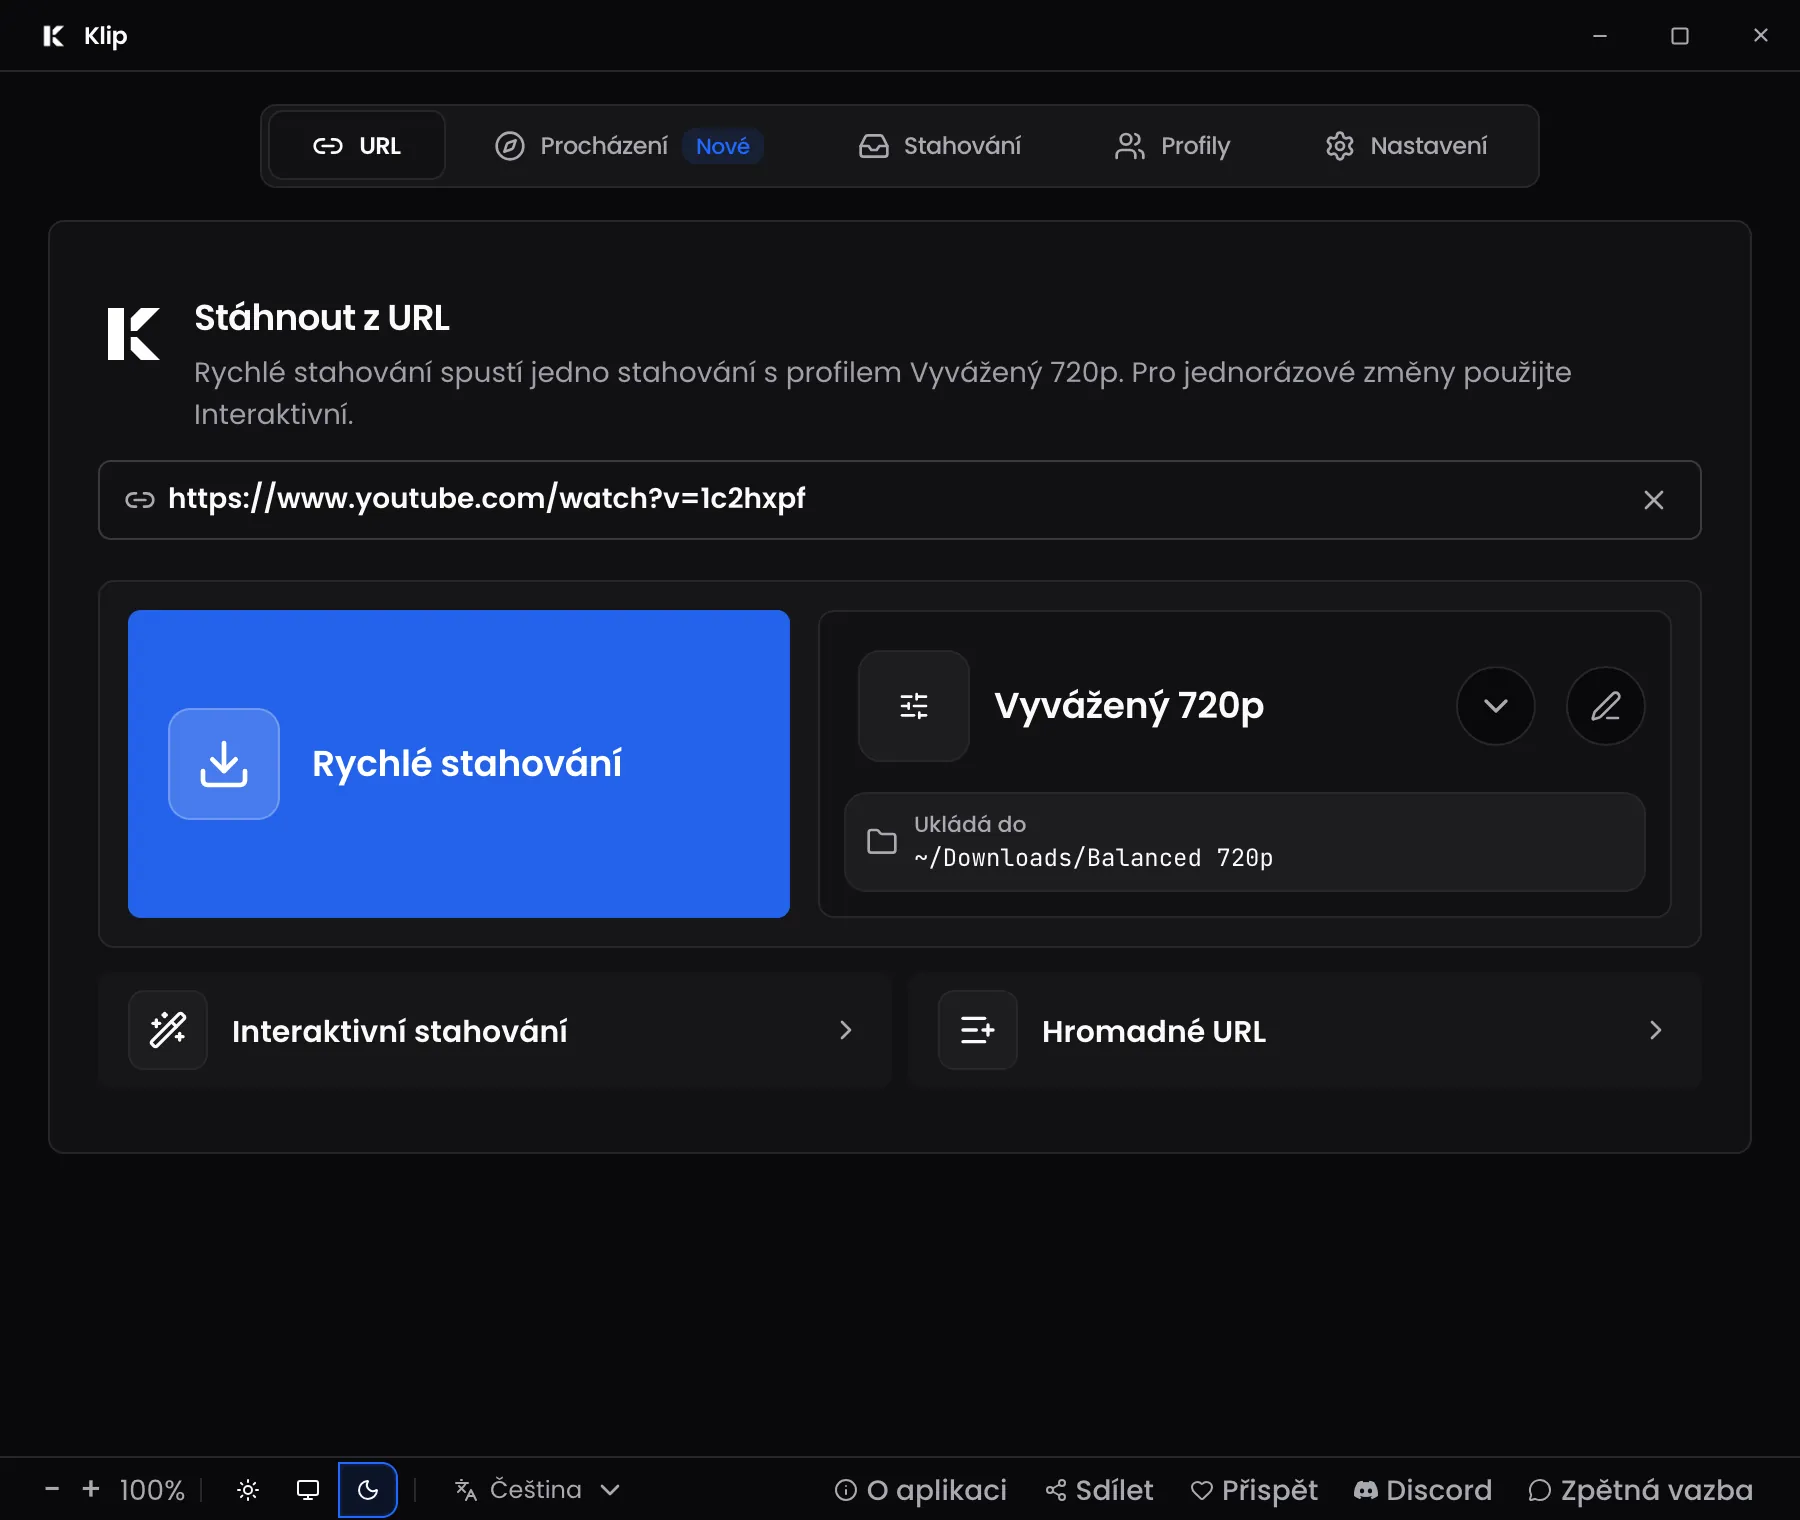 Klip
URL
Procházení
Nové
Stahování
Profily
Nastavení
Stáhnout z URL
Rychlé stahování spustí jedno stahování s profilem Vyvážený 720p. Pro jednorázové změny použijte
Interaktivní.
https://www.youtube.com/watch?v=1c2hxpf
Rychlé stahování
Vyvážený 720p
Ukládá do
~/Downloads/Balanced 720p
Interaktivní stahování
Hromadné URL
100%
Čeština
O aplikaci
Sdílet
Přispět
Discord
Zpětná vazba